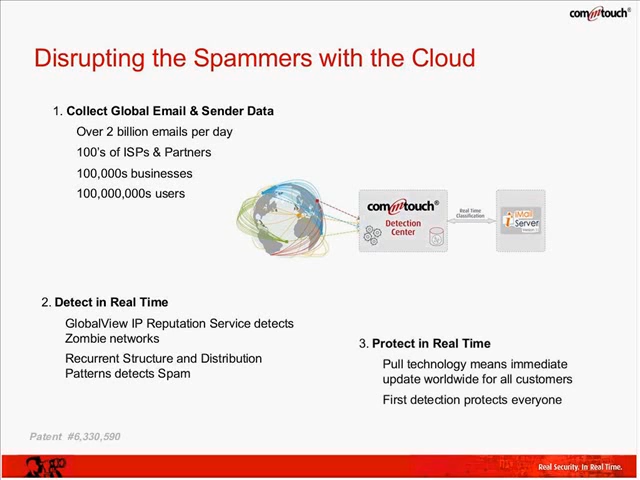 commtouch®
Disrupting the Spammers with the Cloud
1. Collect Global Email & Sender Data
Over 2 billion emails per day
100's of ISPs & Partners
100,000s businesses
100,000,000s users
commtouch®
Detection
Center
Real Time
Classification
iMail
Server
2. Detect in Real Time
GlobalView IP Reputation Service detects
Zombie networks
Recurrent Structure and Distribution
Patterns detects Spam
3. Protect in Real Time
Pull technology means immediate
update worldwide for all customers
First detection protects everyone
Patent #6,330,590
Real Security. In Real Time.